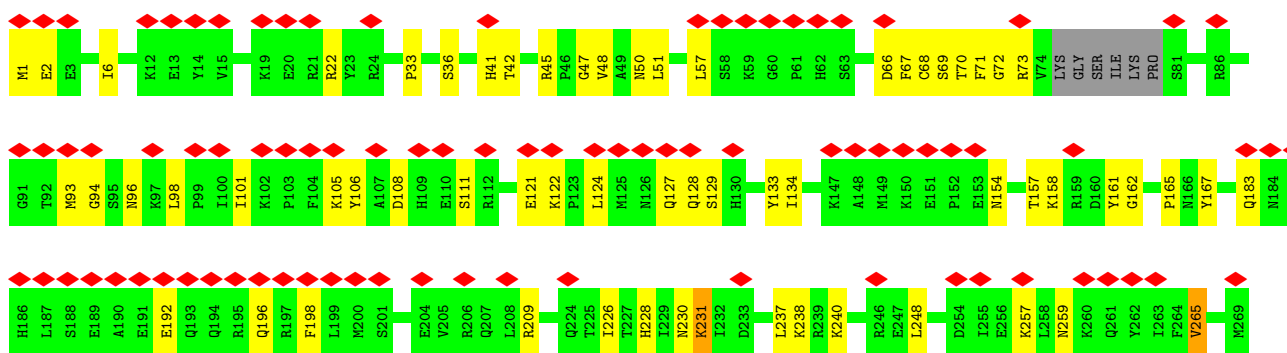 M1 E2 E3 I6 K12 E13 Y14 V15 K19 E20 R21 R22 Y23 R24 P33 S36 H41 T42 R45 P46 G47 V48 A49 N50 L51 L57 S58 K59 G60 P61 H62 S63 D66 F67 C68 S69 T70 F71 G72 R73 V74 LYS GLY SER ILE LYS PRO S81 R86
G91 T92 M93 G94 S95 N96 K97 L98 P99 I100 I101 K102 P103 F104 K105 Y106 A107 D108 H109 E110 S111 R112 E121 K122 P123 L124 M125 N126 Q127 Q128 S129 H130 Y133 I134 K147 A148 M149 K150 E151 P152 E153 N154 T157 K158 R159 D160 Y161 G162 P165 N166 Y167 Q183 N184
H186 L187 S188 E189 A190 E191 E192 Q193 Q194 R195 Q196 R197 F198 L199 M200 S201 E204 V205 R206 Q207 L208 R209 Q224 T225 I226 T227 H228 I229 N230 K231 I232 D233 L237 K238 R239 K240 R246 E247 L248 D254 I255 E256 K257 L258 N259 K260 Q261 Y262 I263 F264 V265 M269